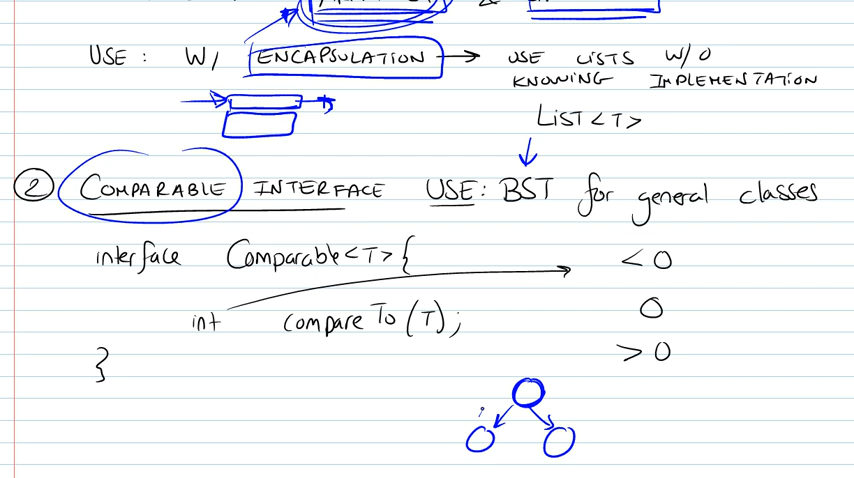 &
USE : W/ ENCAPSULATION → USE LISTS W/O
KNOWING IMPLEMENTATION
LIST<T>
2 COMPARABLE INTERFACE USE: BST for general classes
interface Comparable<T> {
< 0
int compareTo (T) ;
0
}
> 0